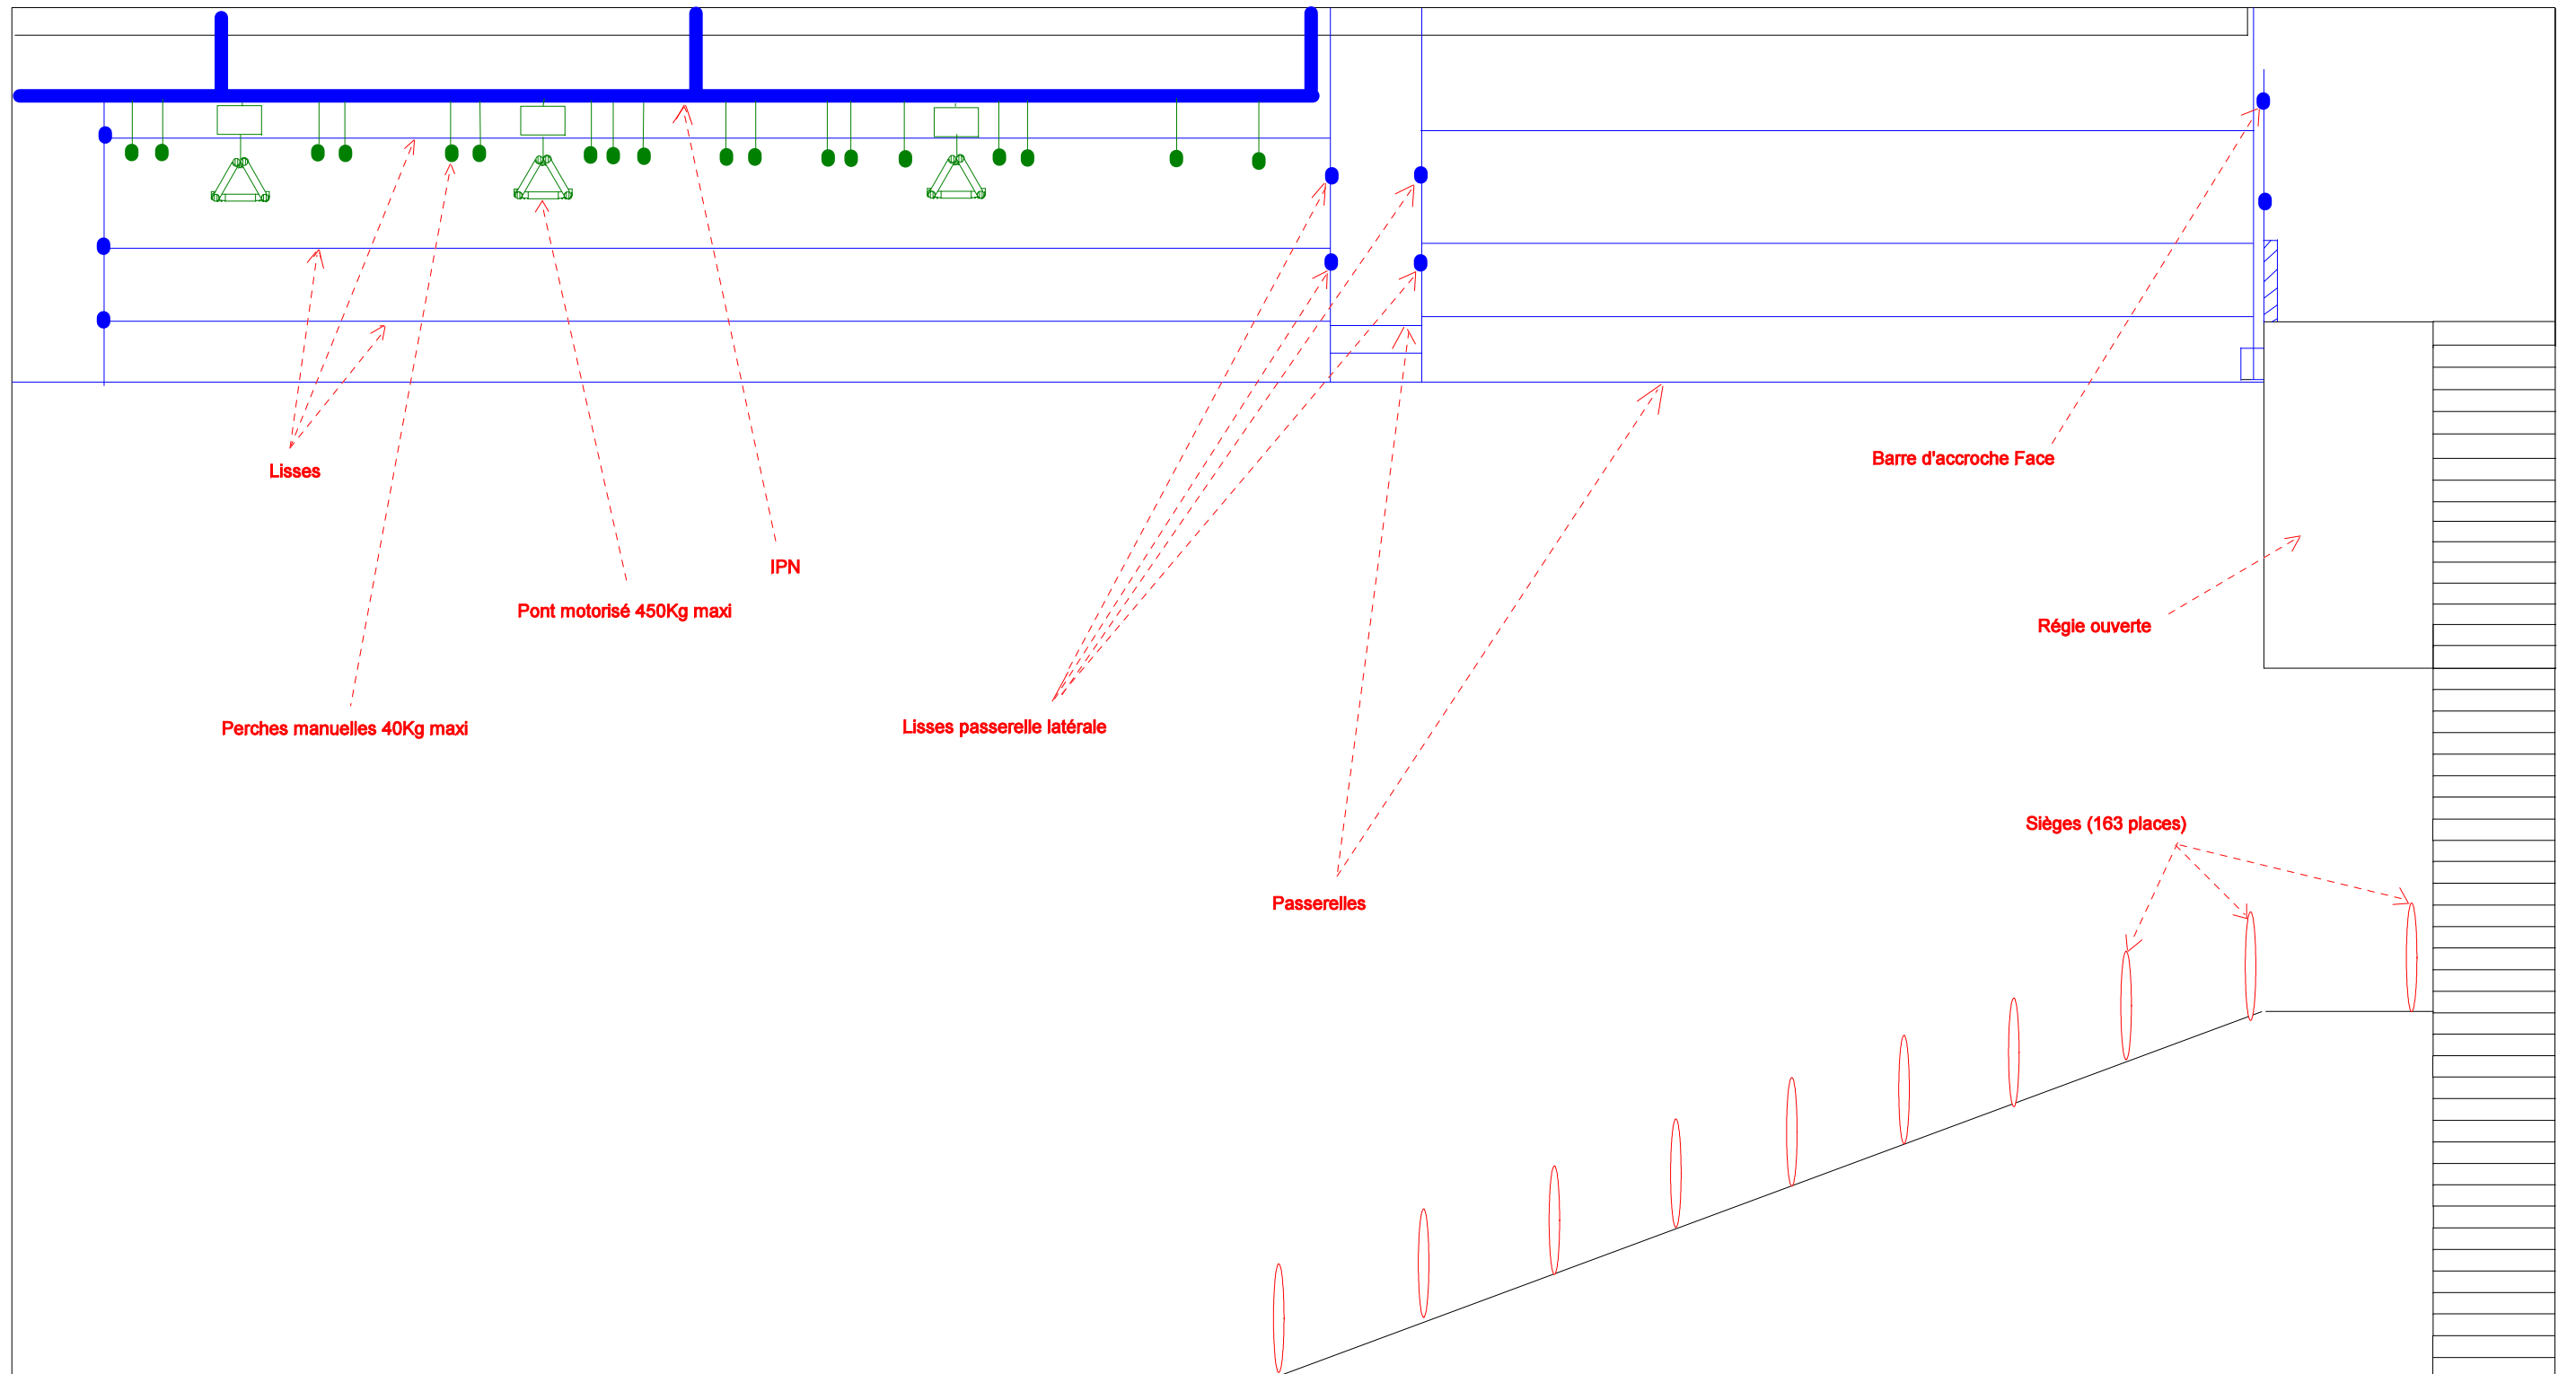 Barre d'accroche Face
Lisses
IPN
Pont motorisé 450Kg maxi
Régie ouverte
Perches manuelles 40Kg maxi
Lisses passerelle latérale
Sièges (163 places)
Passerelles